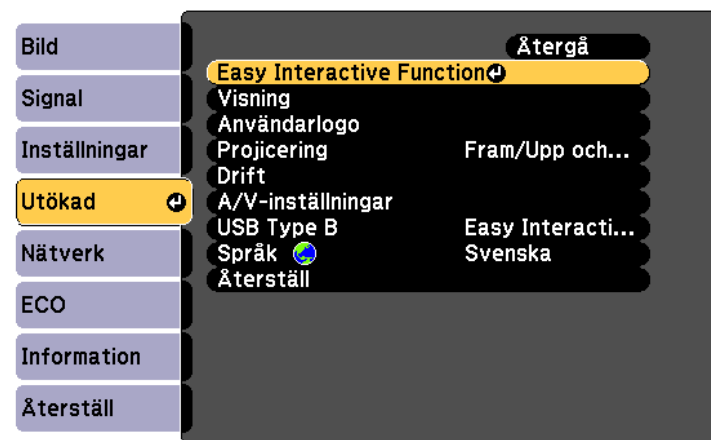 Bild
Signal
Inställningar
Utökad
Nätverk
ECO
Information
Återställ
Återgå
Easy Interactive Function
Visning
Användarlogo
Projicering Fram/Upp och...
Drift
A/V-inställningar
USB Type B Easy Interacti...
Språk Svenska
Återställ